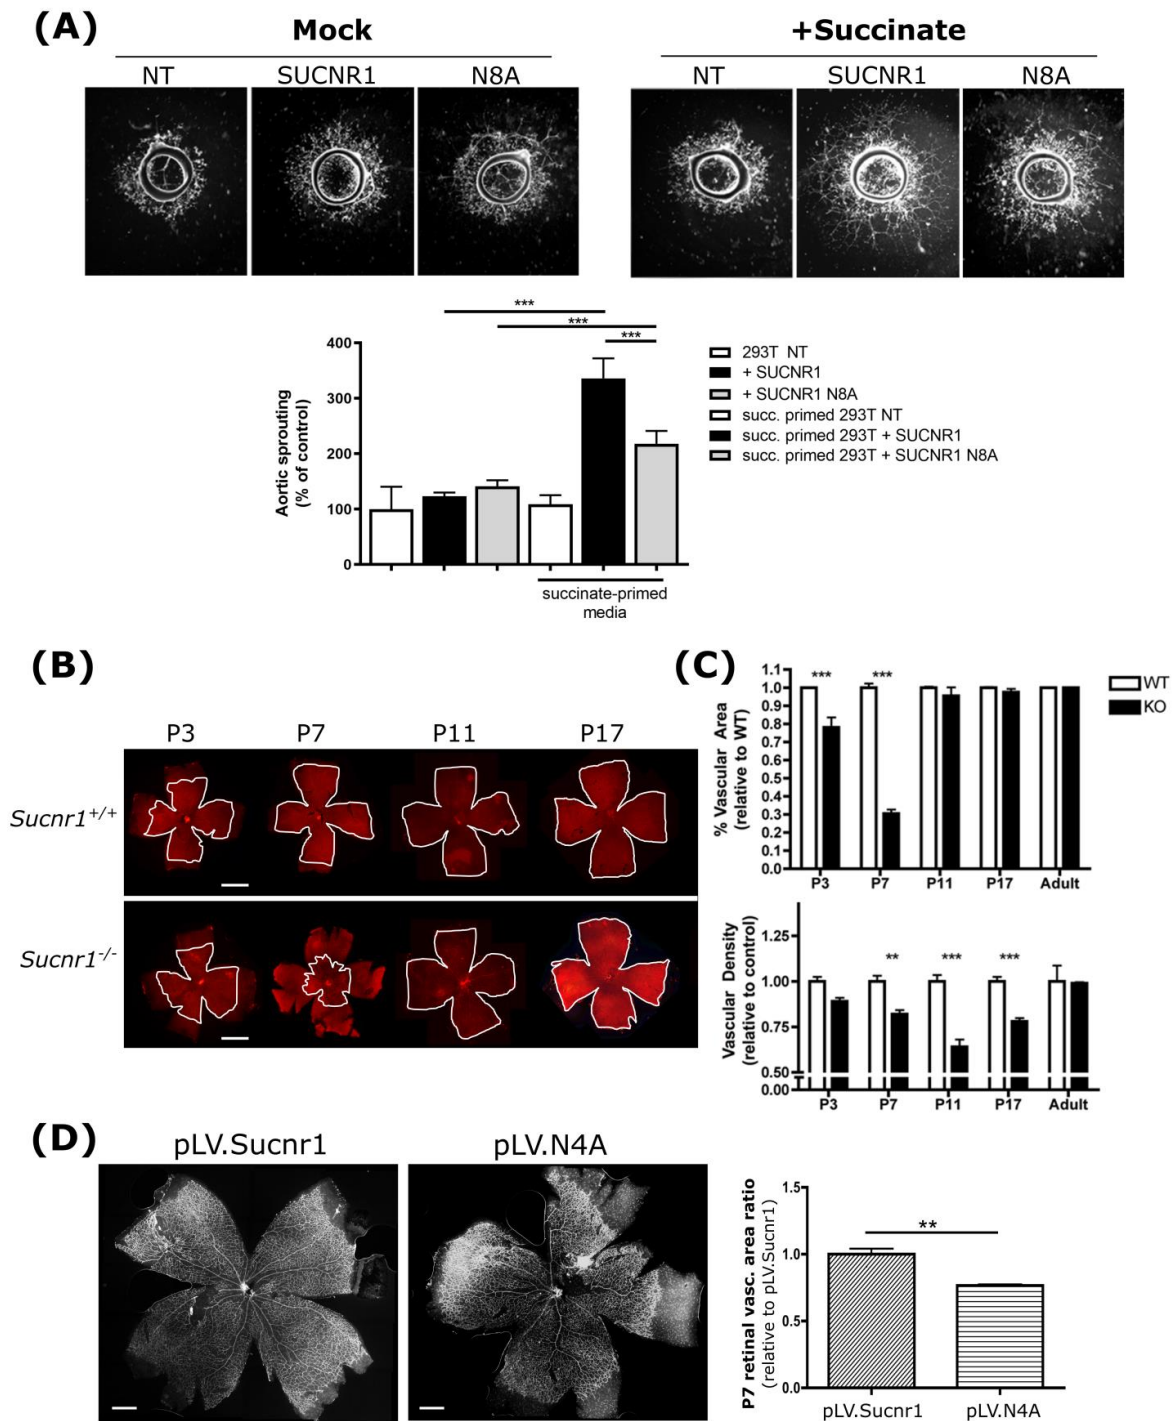 (A)
Mock
+Succinate
NT SUCNR1 N8A
NT SUCNR1 N8A
***
***
***
400
300
200
100
0
Aortic sprouting
(% of control)
succinate-primed
media
293T NT
+ SUCNR1
+ SUCNR1 N8A
succ. primed 293T NT
succ. primed 293T + SUCNR1
succ. primed 293T + SUCNR1 N8A
(B)
P3 P7 P11 P17
Sucnr1+/+
Sucnr1-/-
(C)
% Vascular Area
(relative to WT)
1.1
1.0
0.9
0.8
0.7
0.6
0.5
0.4
0.3
0.2
0.1
0.0
*** ***
P3 P7 P11 P17 Adult
WT
KO
Vascular Density
(relative to control)
1.25
1.00
0.75
0.50
0.00
** *** ***
P3 P7 P11 P17 Adult
(D)
pLV.Sucnr1
pLV.N4A
P7 retinal vasc. area ratio
(relative to pLV.Sucnr1)
1.5
1.0
0.5
0.0
**
pLV.Sucnr1 pLV.N4A